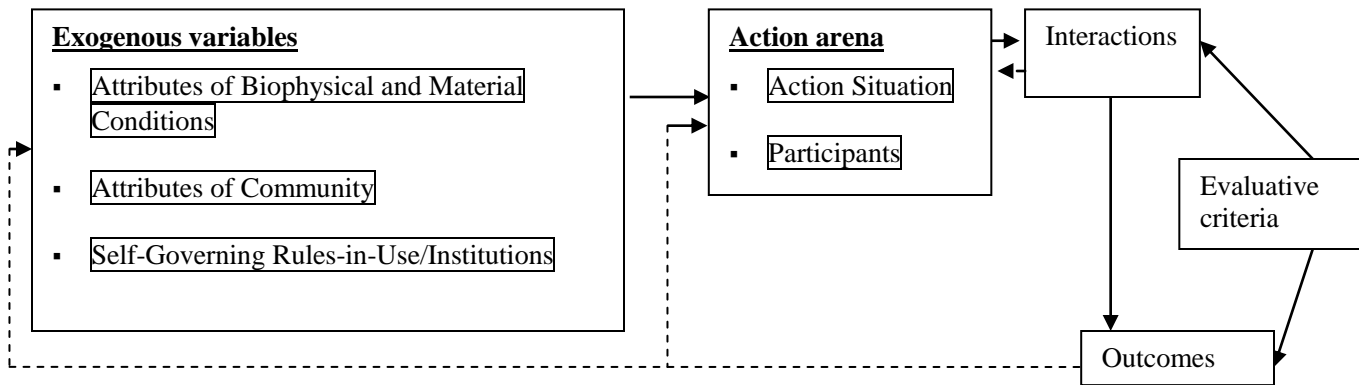 Exogenous variables
▪ Attributes of Biophysical and Material
Conditions
▪ Attributes of Community
▪ Self-Governing Rules-in-Use/Institutions
Action arena
▪ Action Situation
▪ Participants
Interactions
Evaluative
criteria
Outcomes